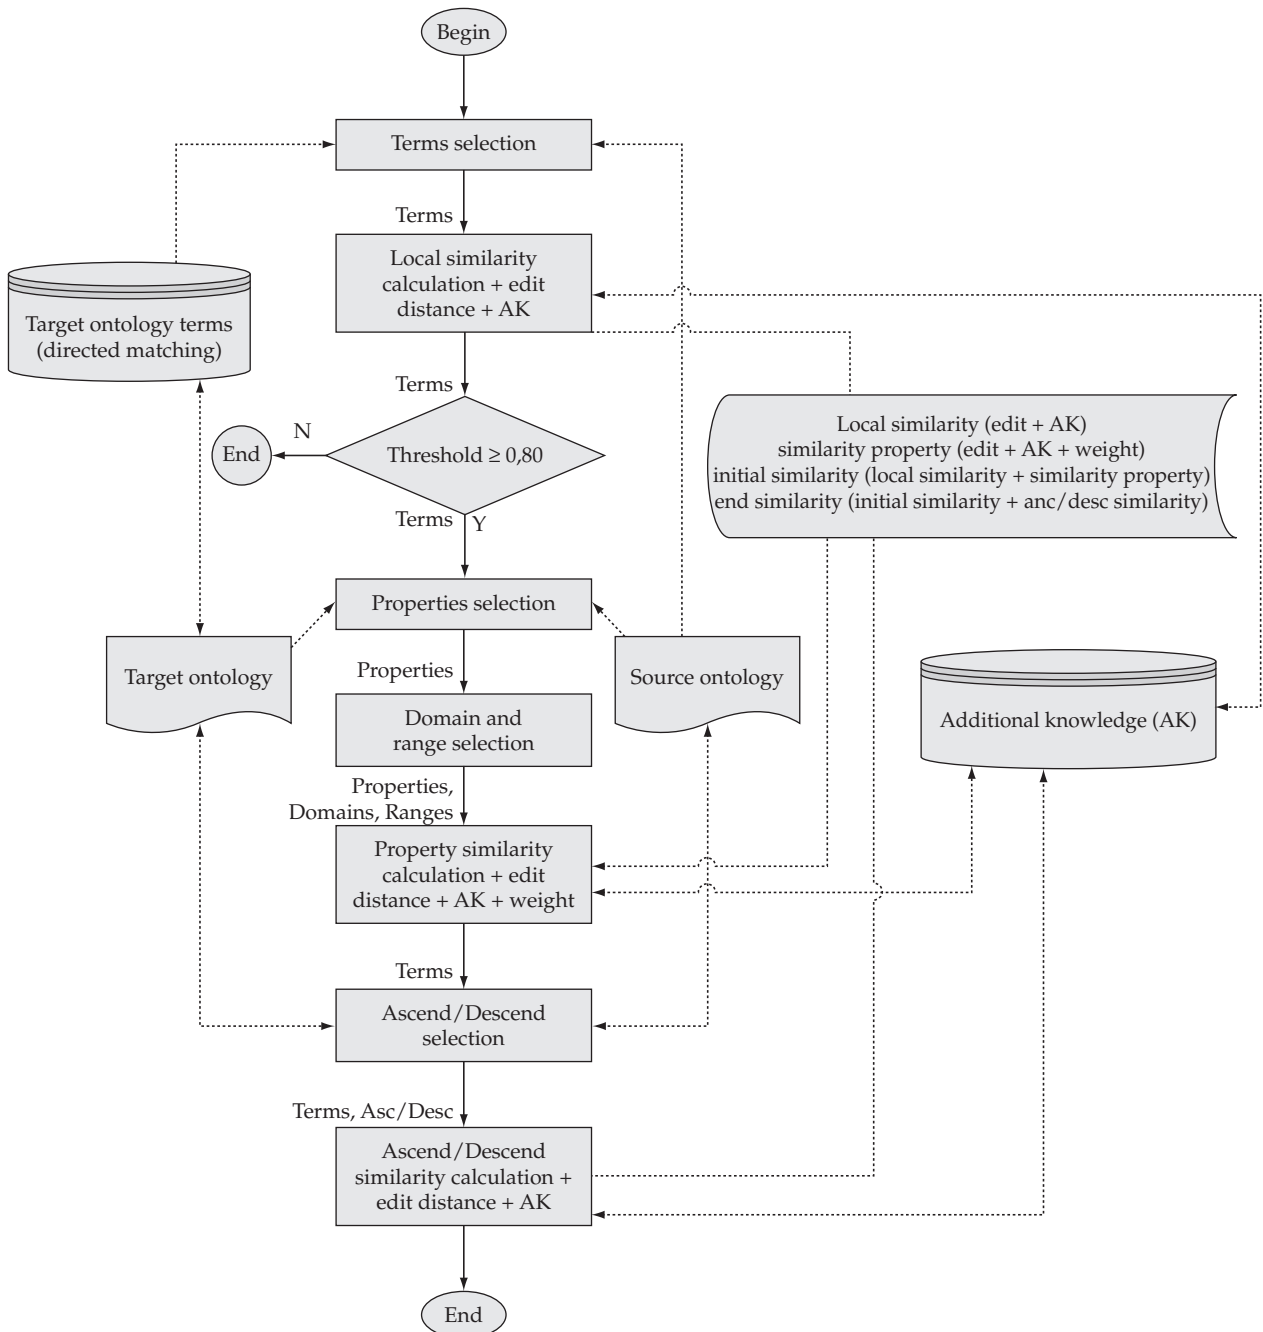 Begin
Terms selection
Terms
Local similarity
calculation + edit
distance + AK
Target ontology terms
(directed matching)
Terms
N
End
Threshold ≥ 0,80
Terms
Y
Local similarity (edit + AK)
similarity property (edit + AK + weight)
initial similarity (local similarity + similarity property)
end similarity (initial similarity + anc/desc similarity)
Properties selection
Target ontology
Properties
Source ontology
Domain and
range selection
Additional knowledge (AK)
Properties,
Domains, Ranges
Property similarity
calculation + edit
distance + AK + weight
Terms
Ascend/Descend
selection
Terms, Asc/Desc
Ascend/Descend
similarity calculation +
edit distance + AK
End